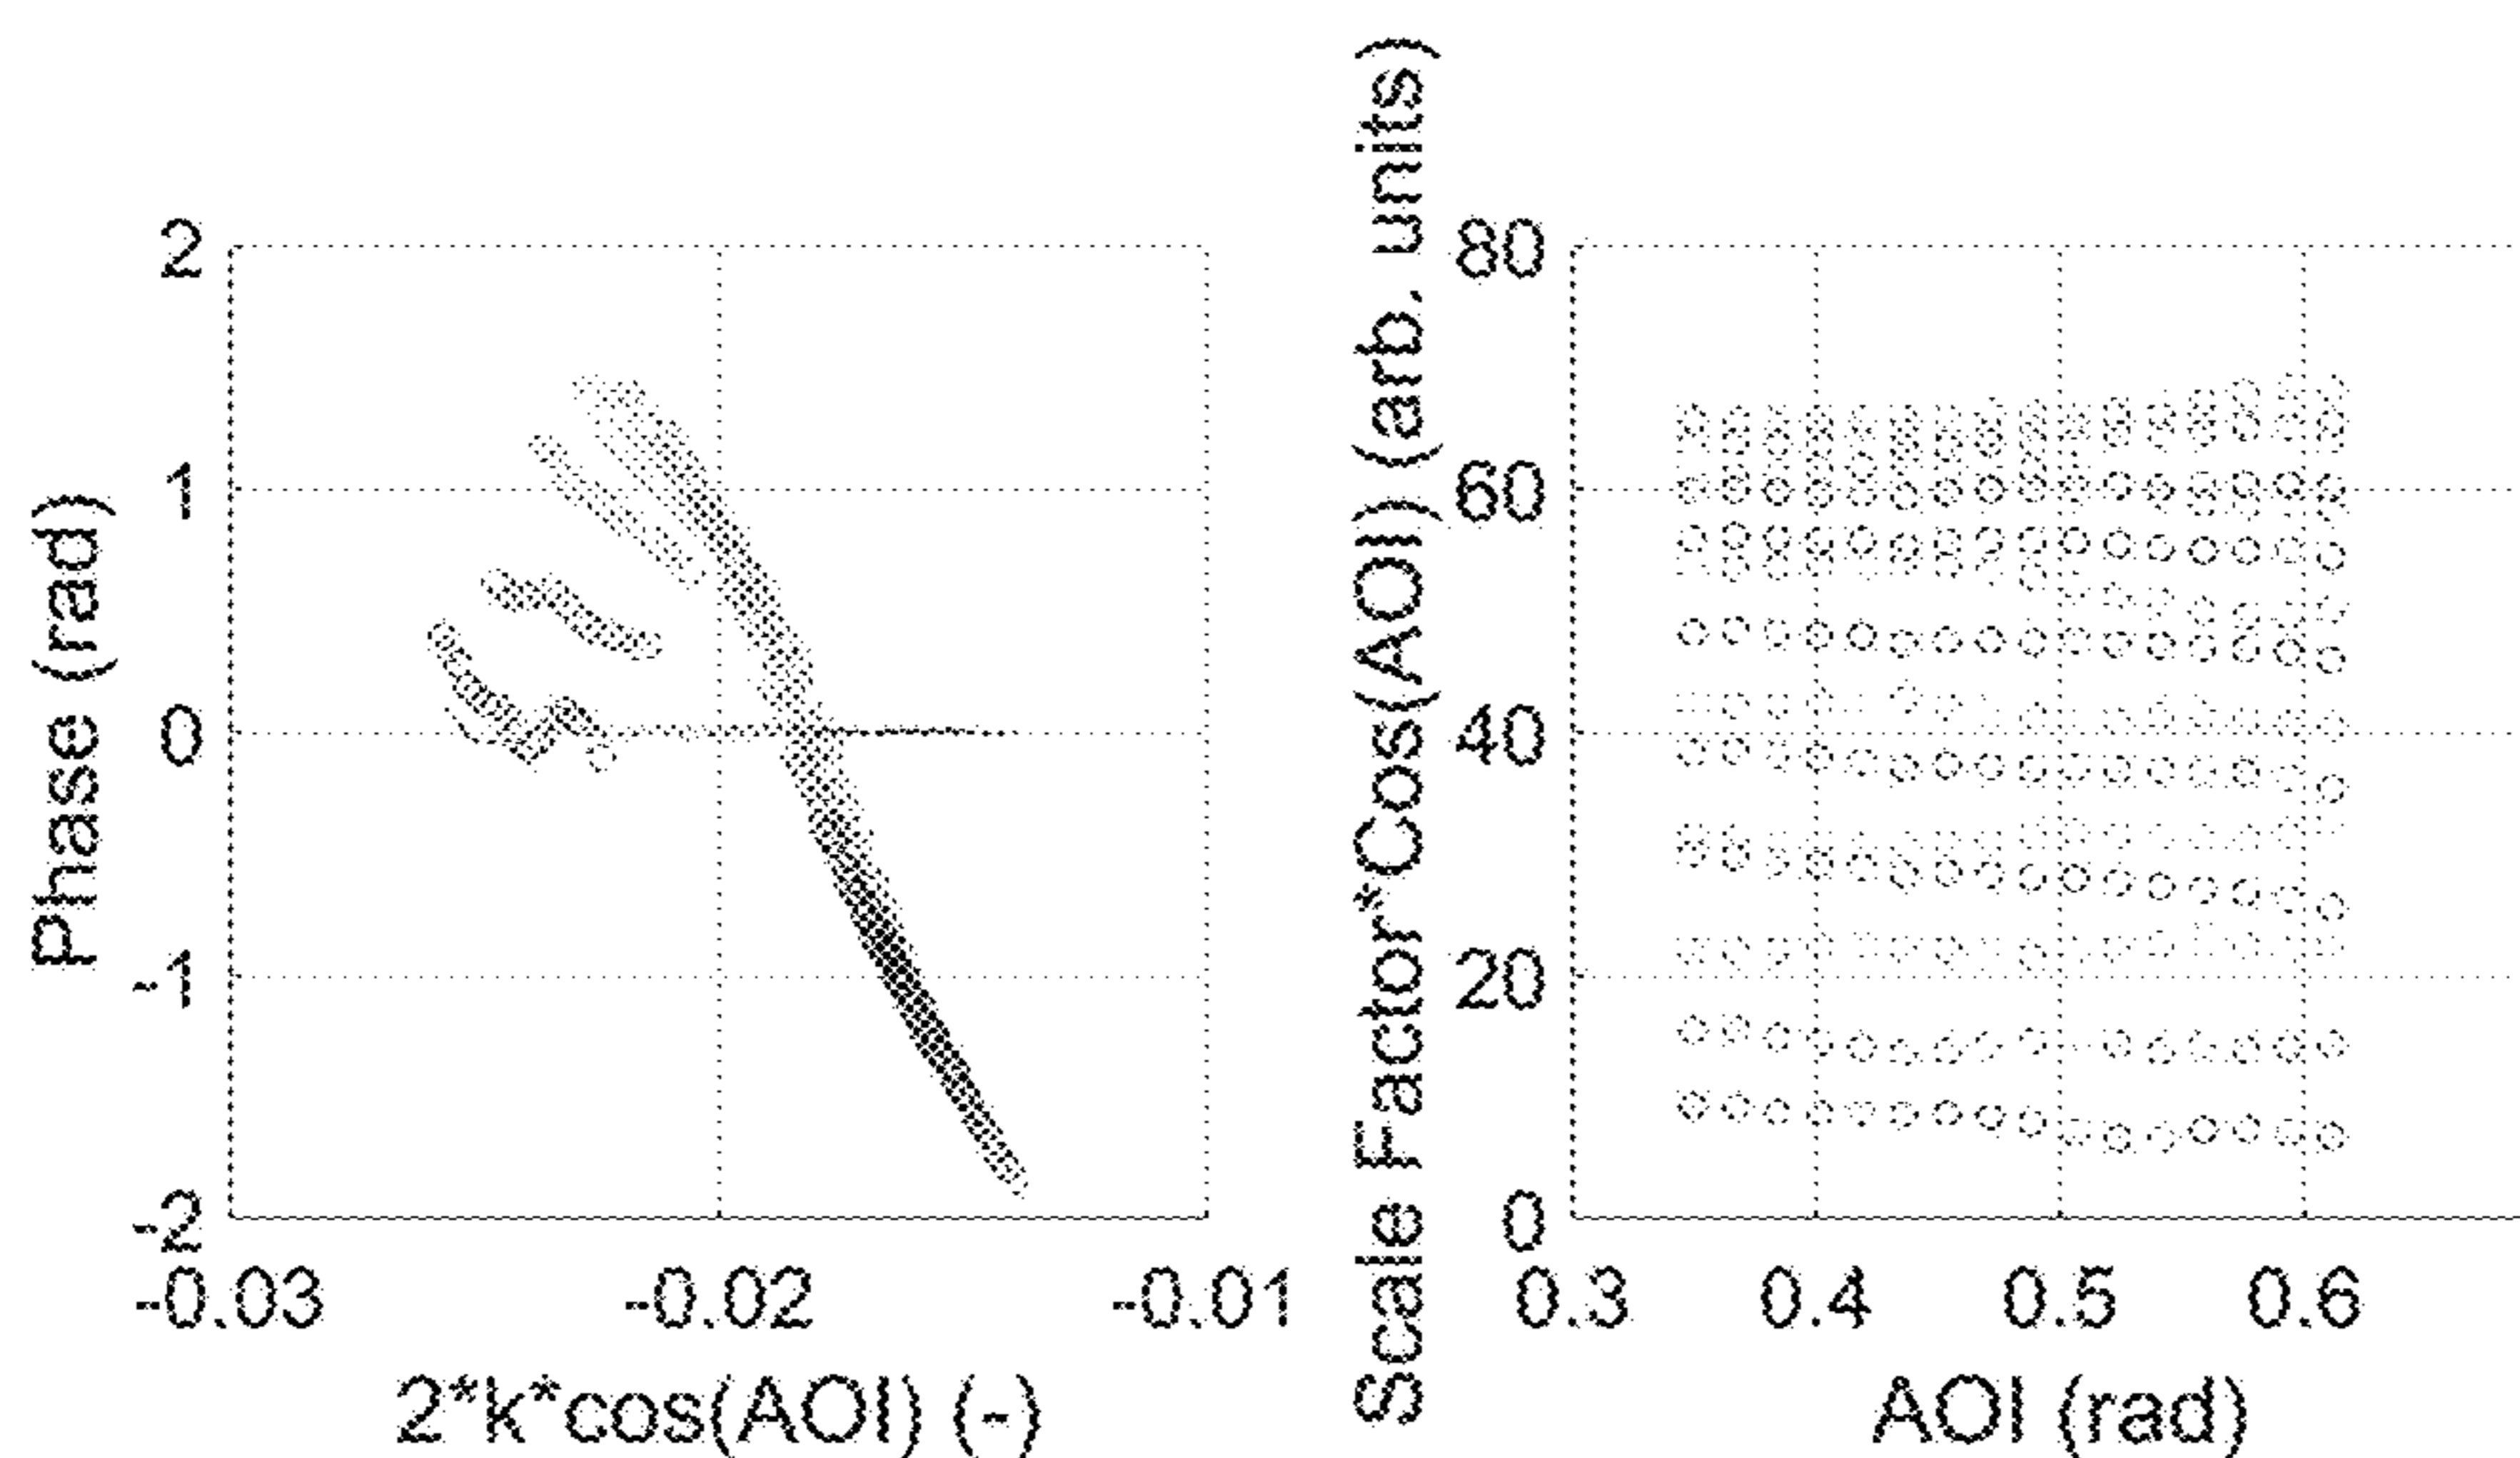 Phase (rad)
2
1
0
-1
-2
-0.03 -0.02 -0.01
2*k*cos(AOI) (-)
Scale Factor*Cos(AOI) (arb. units)
80
60
40
20
0
0.3 0.4 0.5 0.6
AOI (rad)